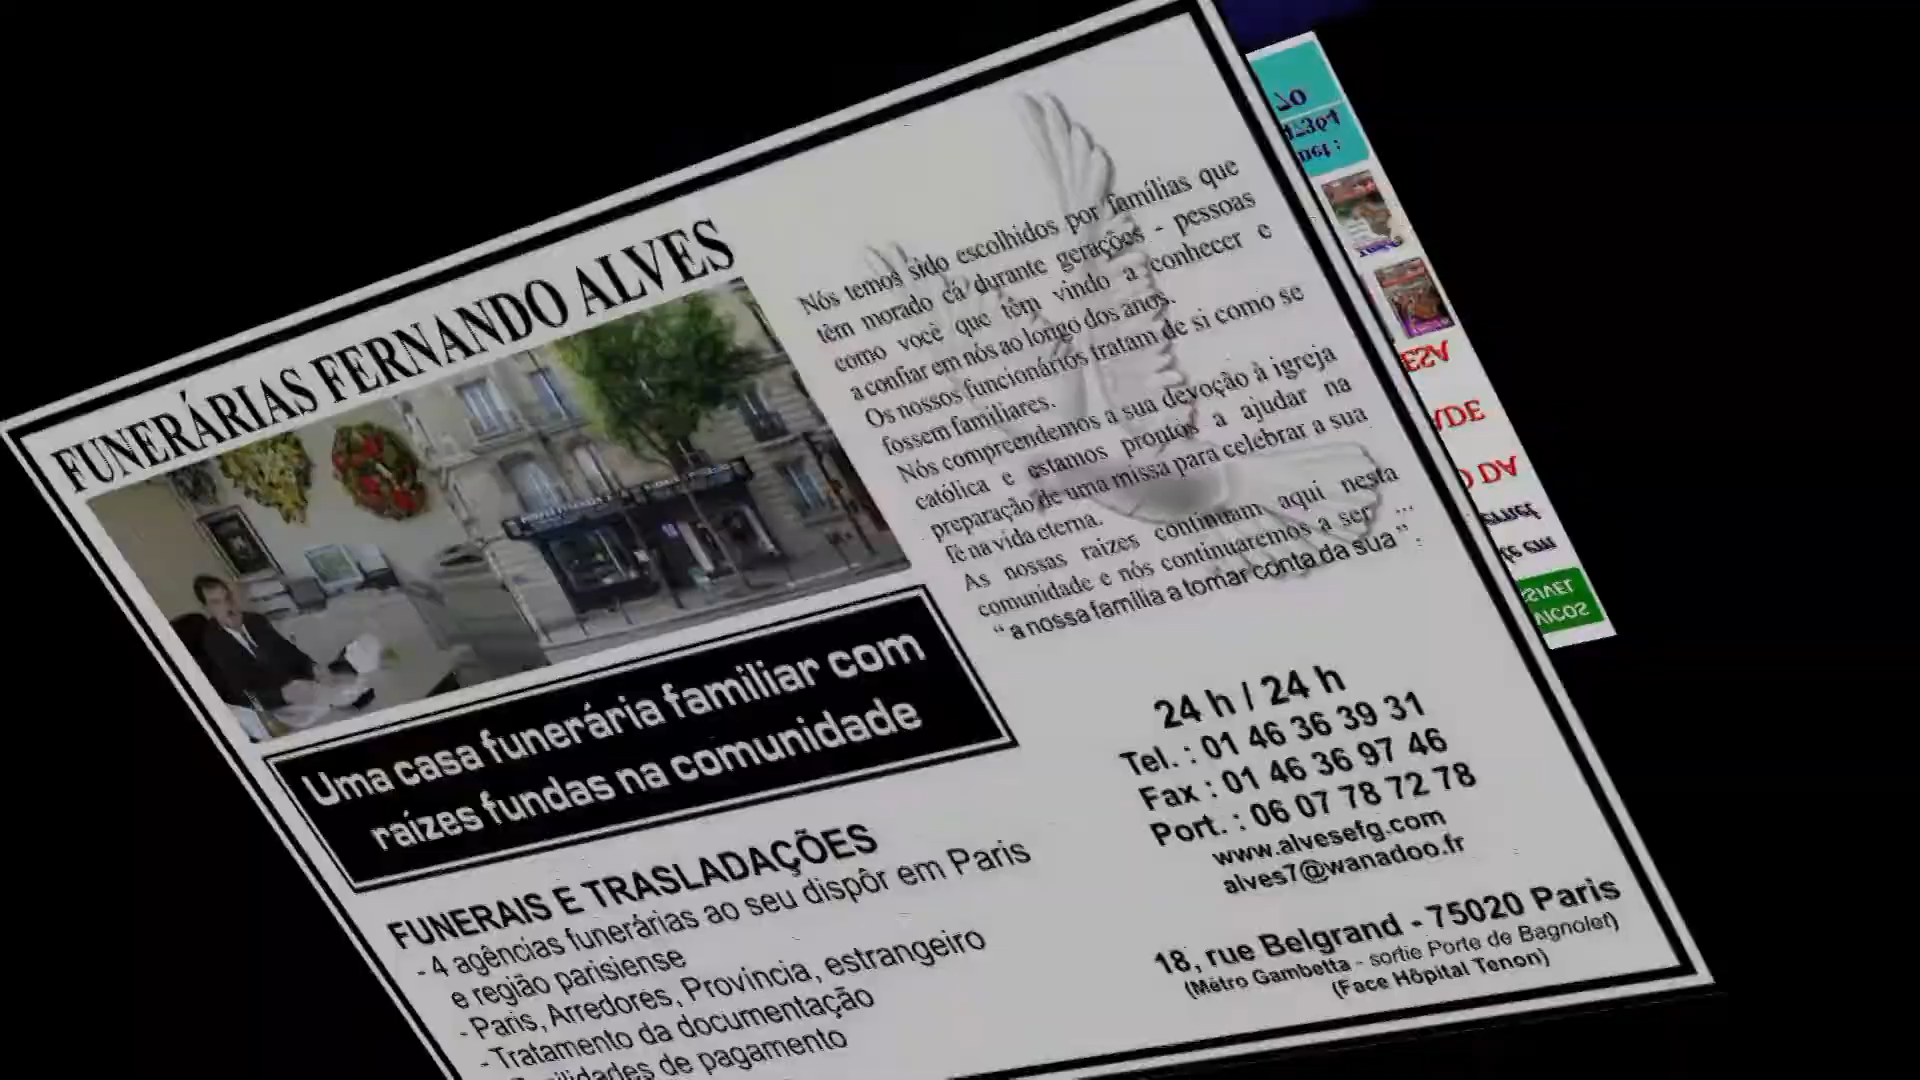 FUNERÁRIAS FERNANDO ALVES
Nós temos sido escolhidos por famílias que
têm morado cá durante gerações - pessoas
como você que têm vindo a conhecer e
a confiar em nós ao longo dos anos.
Os nossos funcionários tratam de si como se
fossem familiares.
Nós compreendemos a sua devoção à igreja
católica e estamos prontos a ajudar na
preparação de uma missa para celebrar a sua
fé na vida eterna.
As nossas raizes continuam aqui nesta
comunidade e nós continuaremos a ser ...
“a nossa família a tomar conta da sua”.
Uma casa funerária familiar com
raízes fundas na comunidade
FUNERAIS E TRASLADAÇÕES
- 4 agências funerárias ao seu dispôr em Paris
e região parisiense
- Paris, Arredores, Província, estrangeiro
- Tratamento da documentação
de pagamento
24 h / 24 h
Tel. : 01 46 36 39 31
Fax : 01 46 36 97 46
Port. : 06 07 78 72 78
www.alvesefg.com
alves7@wanadoo.fr
18, rue Belgrand - 75020 Paris
(Métro Gambetta - sortie Porte de Bagnolet)
(Face Hôpital Tenon)